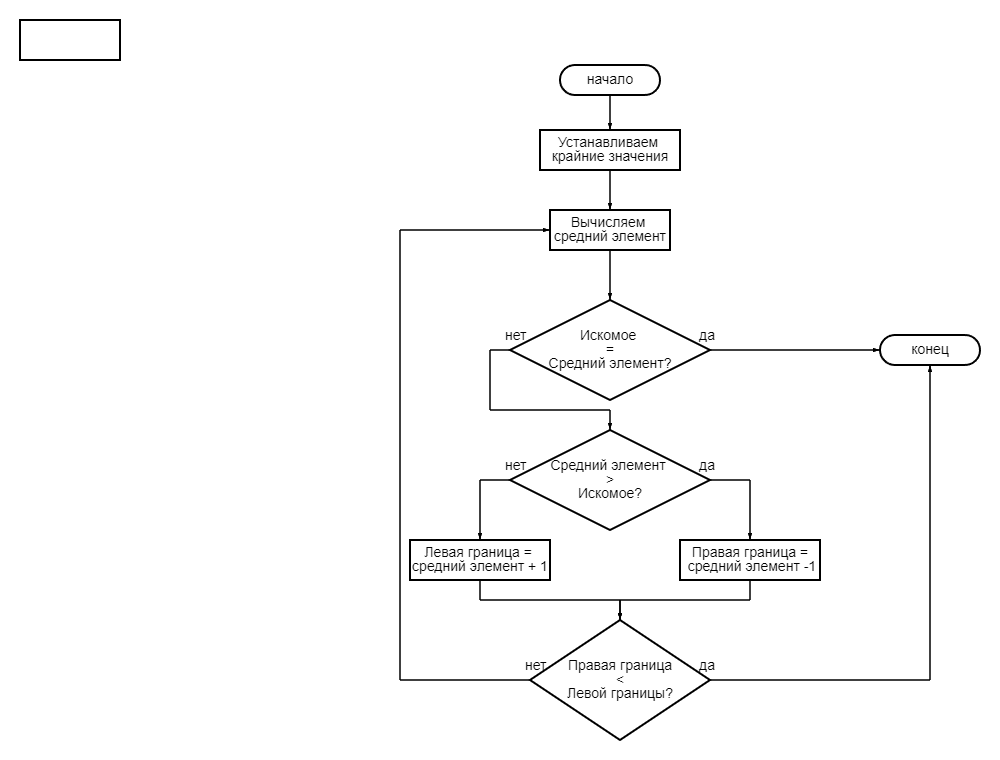 начало
Устанавливаем
крайние значения
Вычисляем
средний элемент
нет
Искомое
=
Средний элемент?
да
конец
нет
Средний элемент
>
Искомое?
да
Левая граница =
средний элемент + 1
Правая граница =
средний элемент -1
нет
Правая граница
<
Левой границы?
да